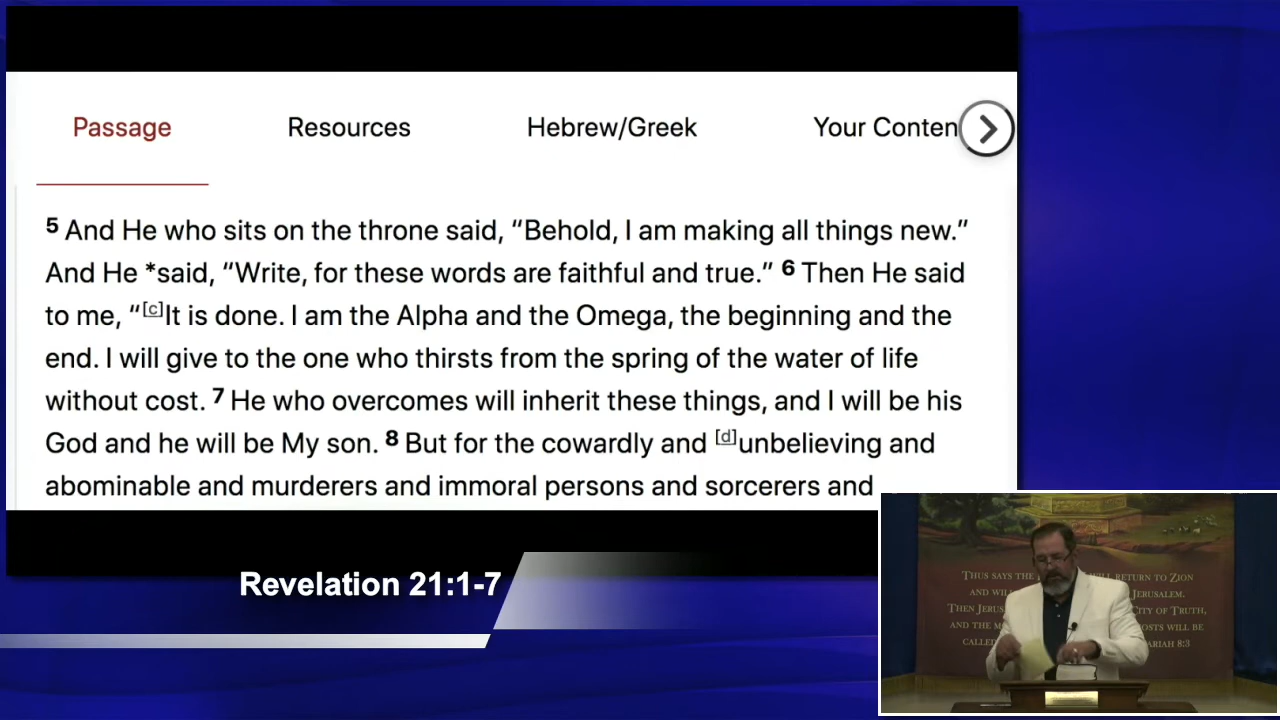 Passage
Resources
Hebrew/Greek
Your Conten
5 And He who sits on the throne said, “Behold, I am making all things new.”
And He *said, “Write, for these words are faithful and true.” 6 Then He said
to me, “[c]It is done. I am the Alpha and the Omega, the beginning and the
end. I will give to the one who thirsts from the spring of the water of life
without cost. 7 He who overcomes will inherit these things, and I will be his
God and he will be My son. 8 But for the cowardly and [d]unbelieving and
abominable and murderers and immoral persons and sorcerers and
Revelation 21:1-7
THUS SAYS THE WILL RETURN TO ZION
AND JERUSALEM.
THEN CITY OF TRUTH,
AND THE WILL BE
8:3